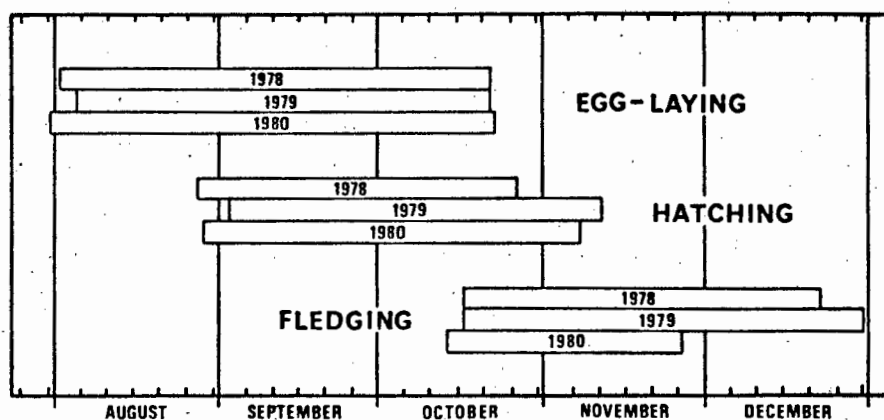 1978
1979
EGG-LAYING
1980
1978
1979
HATCHING
1980
1978
FLEDGING
1979
1980
AUGUST SEPTEMBER OCTOBER NOVEMBER DECEMBER